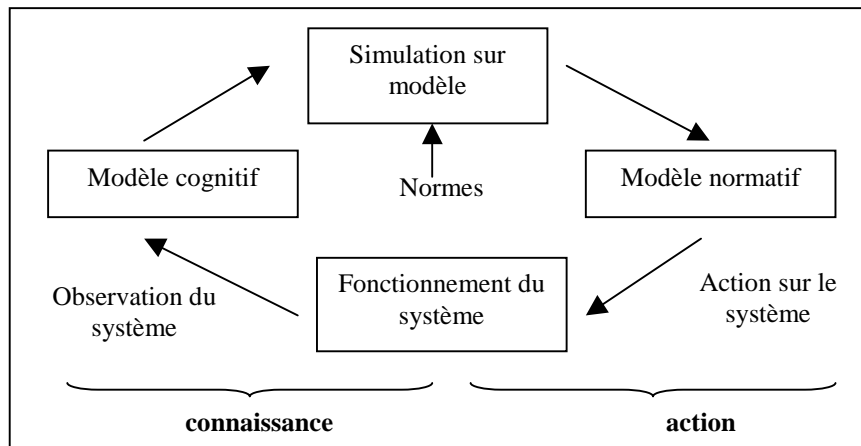 Simulation sur
modèle
Modèle cognitif
Normes
Modèle normatif
Observation du
système
Fonctionnement du
système
Action sur le
système
connaissance
action